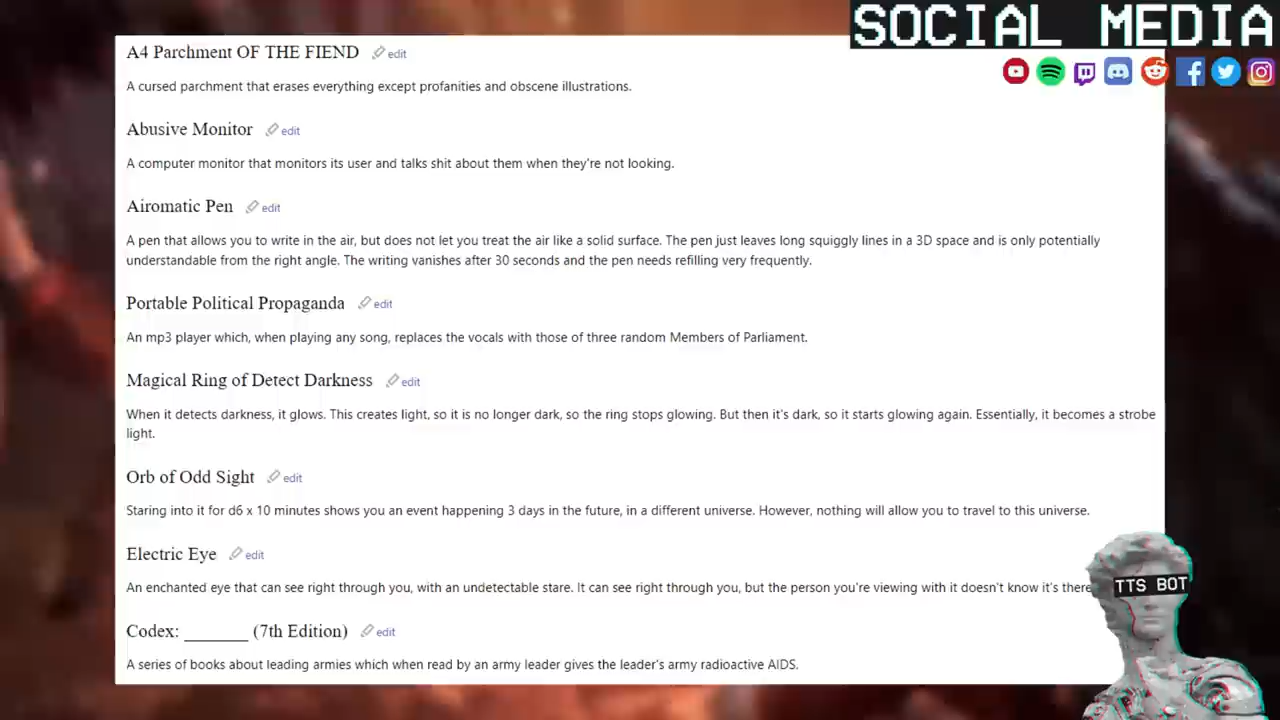 SOCIAL MEDIA
A4 Parchment OF THE FIEND edit
A cursed parchment that erases everything except profanities and obscene illustrations.
Abusive Monitor edit
A computer monitor that monitors its user and talks shit about them when they're not looking.
Airomatic Pen edit
A pen that allows you to write in the air, but does not let you treat the air like a solid surface. The pen just leaves long squiggly lines in a 3D space and is only potentially
understandable from the right angle. The writing vanishes after 30 seconds and the pen needs refilling very frequently.
Portable Political Propaganda edit
An mp3 player which, when playing any song, replaces the vocals with those of three random Members of Parliament.
Magical Ring of Detect Darkness edit
When it detects darkness, it glows. This creates light, so it is no longer dark, so the ring stops glowing. But then it's dark, so it starts glowing again. Essentially, it becomes a strobe
light.
Orb of Odd Sight edit
Staring into it for d6 x 10 minutes shows you an event happening 3 days in the future, in a different universe. However, nothing will allow you to travel to this universe.
Electric Eye edit
An enchanted eye that can see right through you, with an undetectable stare. It can see right through you, but the person you're viewing with it doesn't know it's there
TTS BOT
Codex: _______ (7th Edition) edit
A series of books about leading armies which when read by an army leader gives the leader's army radioactive AIDS.